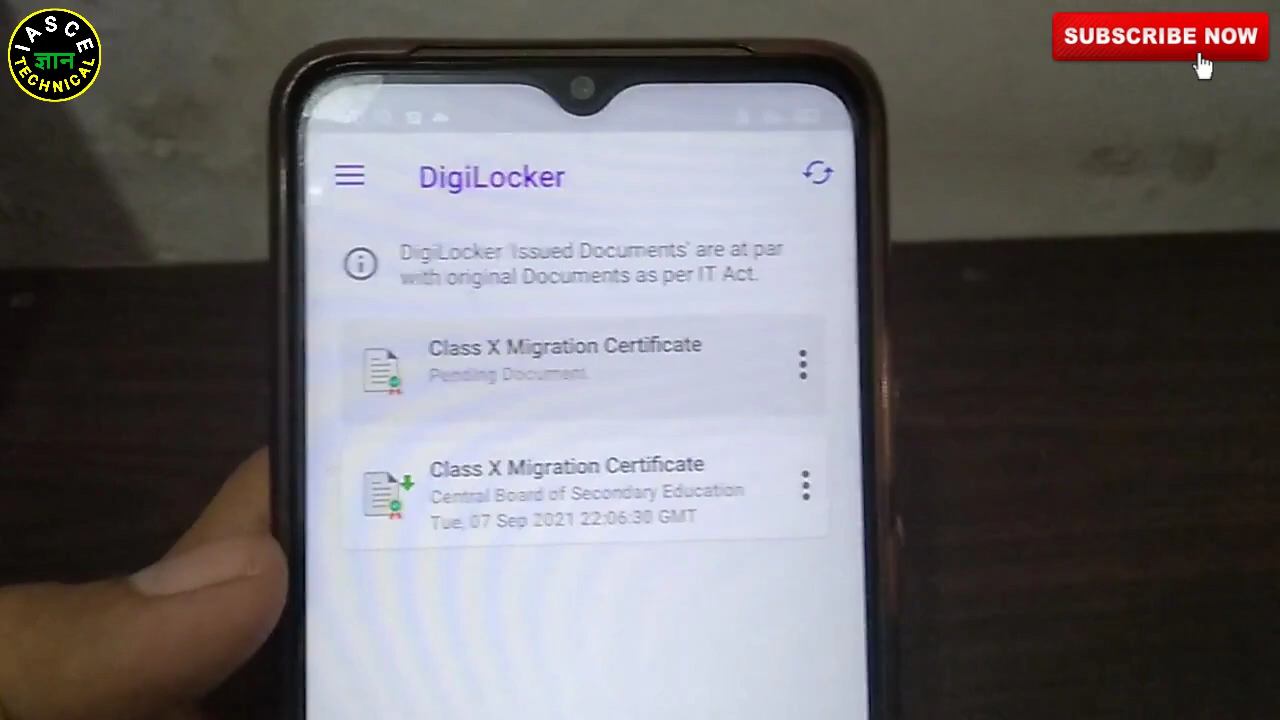 IASCE
ज्ञान
TECHNICAL
SUBSCRIBE NOW
DigiLocker
DigiLocker 'Issued Documents' are at par
with original Documents as per IT Act.
Class X Migration Certificate
Pending Document
Class X Migration Certificate
Central Board of Secondary Education
Tue, 07 Sep 2021 22:06:30 GMT